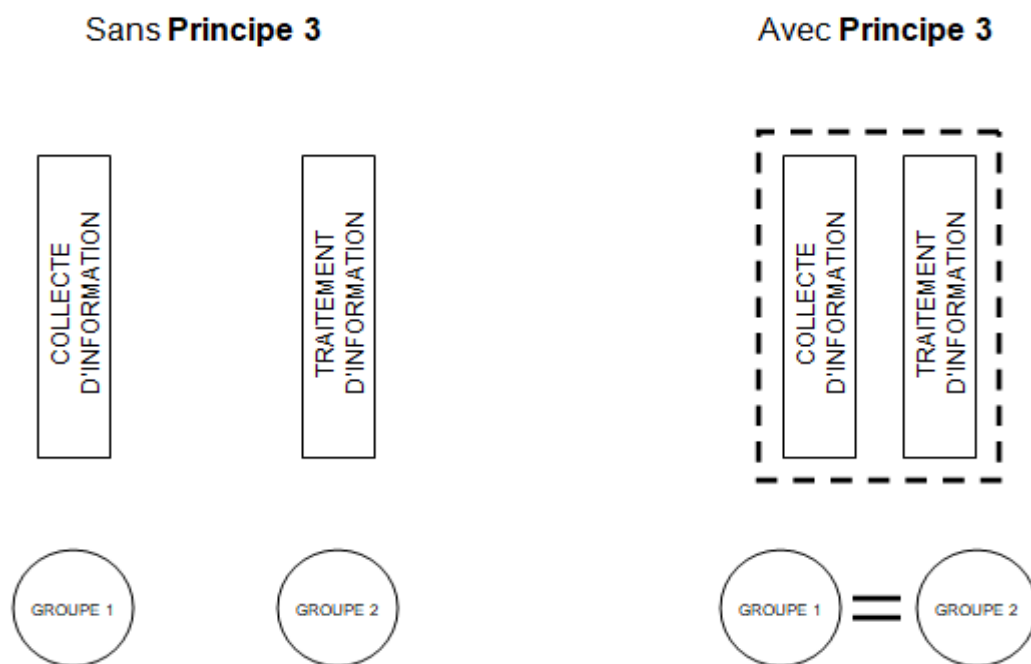 Sans Principe 3
Avec Principe 3
COLLECTE
D'INFORMATION
TRAITEMENT
D'INFORMATION
COLLECTE
D'INFORMATION
TRAITEMENT
D'INFORMATION
GROUPE 1
GROUPE 2
GROUPE 1
=
GROUPE 2